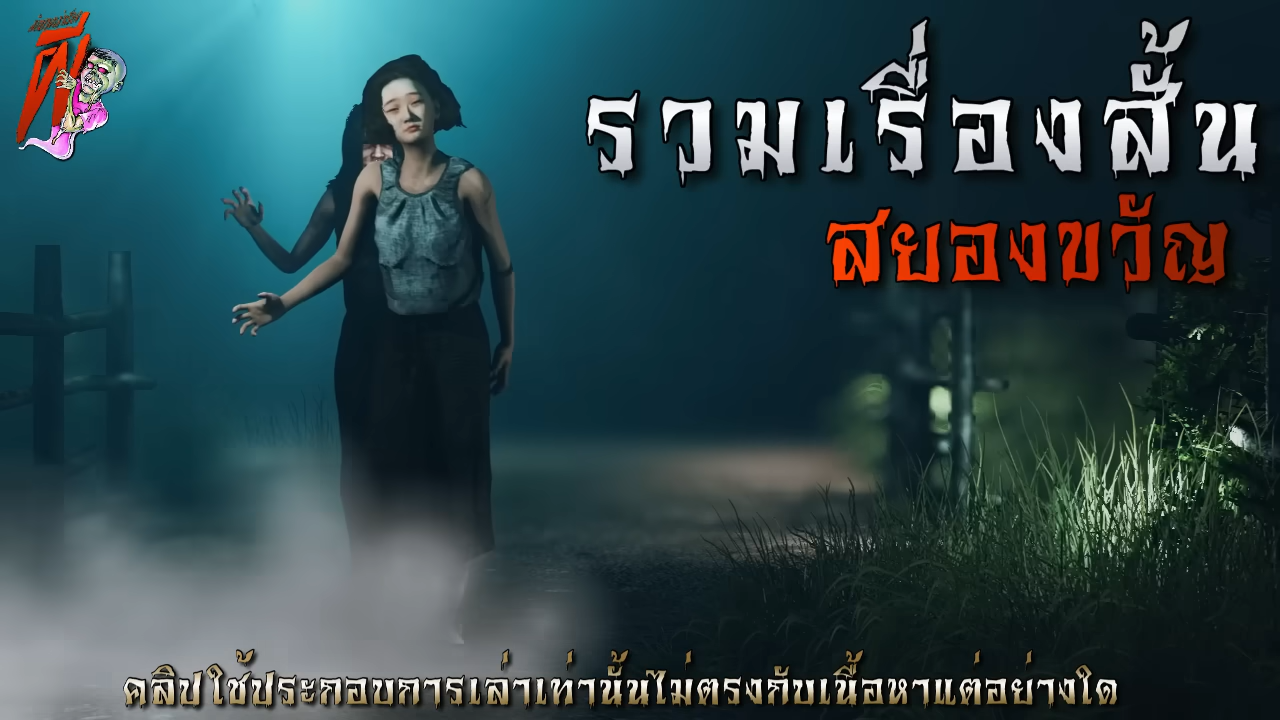 ผี
รวมเรื่องสั้น
สยองขวัญ
คลิปใช้ประกอบการเล่าเท่านั้นไม่ตรงกับเนื้อหาแต่อย่างใด